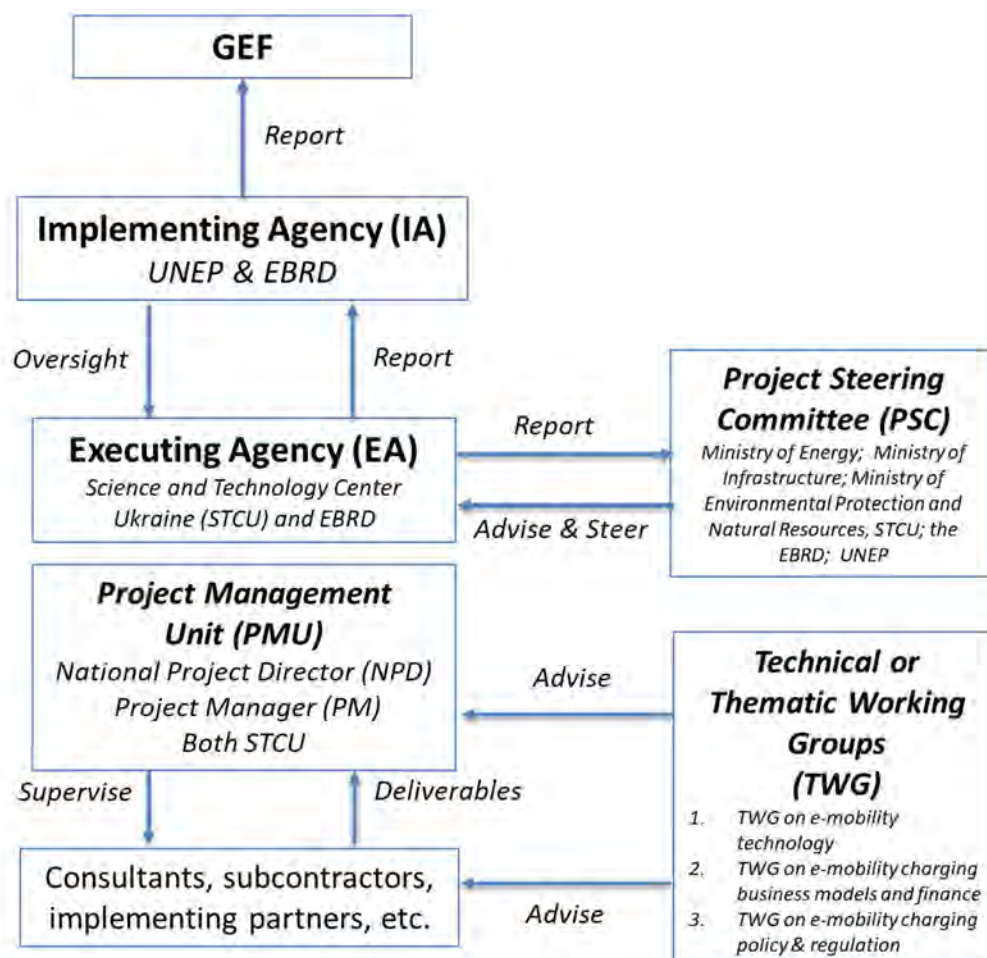 GEF
Report
Implementing Agency (IA)
UNEP & EBRD
Oversight
Report
Executing Agency (EA)
Science and Technology Center
Ukraine (STCU) and EBRD
Report
Advise & Steer
Project Steering
Committee (PSC)
Ministry of Energy; Ministry of
Infrastructure; Ministry of
Environmental Protection and
Natural Resources, STCU; the
EBRD; UNEP
Project Management
Unit (PMU)
National Project Director (NPD)
Project Manager (PM)
Both STCU
Advise
Technical or
Thematic Working
Groups
(TWG)
1. TWG on e-mobility
technology
2. TWG on e-mobility charging
business models and finance
3. TWG on e-mobility charging
policy & regulation
Supervise
Deliverables
Consultants, subcontractors,
implementing partners, etc.
Advise